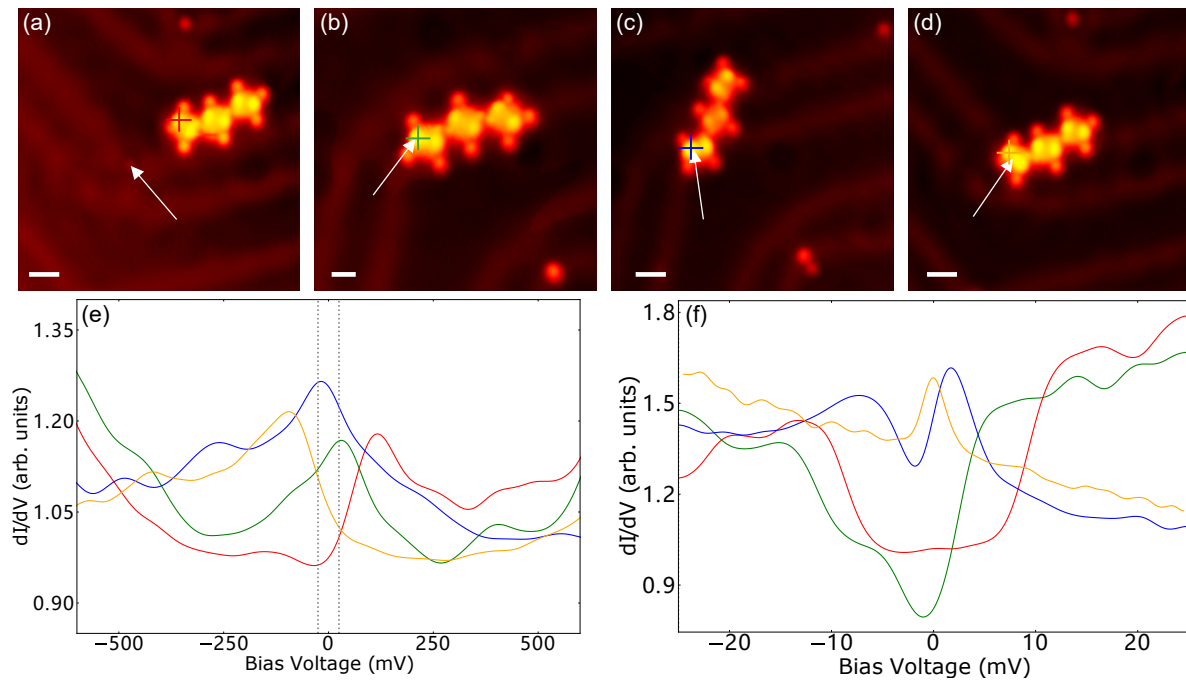 (a)
(b)
(c)
(d)
(e)
1.35
1.20
1.05
0.90
dI/dV (arb. units)
−500
−250
0
250
500
Bias Voltage (mV)
(f)
1.8
1.5
1.2
0.9
dI/dV (arb. units)
−20
−10
0
10
20
Bias Voltage (mV)